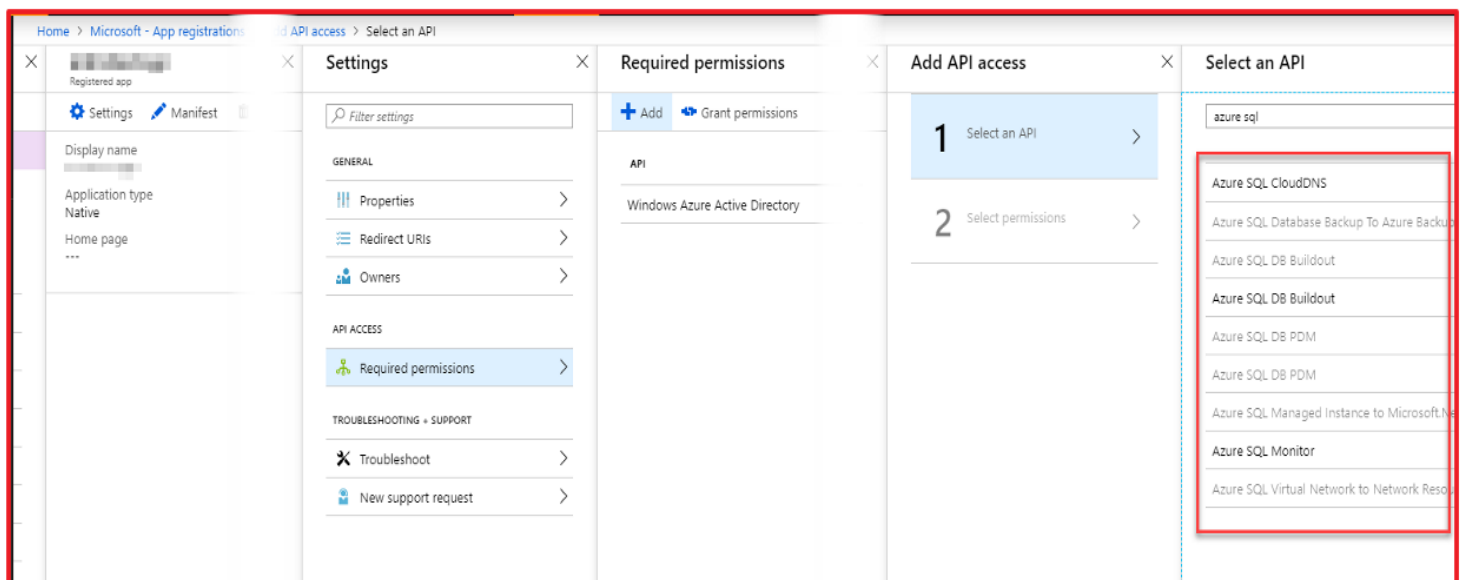 Home > Microsoft - App registrations d API access > Select an API
Registered app
Settings Manifest
Display name
Application type
Native
Home page
---
Settings
Filter settings
GENERAL
Properties
Redirect URIs
Owners
API ACCESS
Required permissions
TROUBLESHOOTING + SUPPORT
Troubleshoot
New support request
Required permissions
Add Grant permissions
API
Windows Azure Active Directory
Add API access
1 Select an API
2 Select permissions
Select an API
azure sql
Azure SQL CloudDNS
Azure SQL Database Backup To Azure Backup
Azure SQL DB Buildout
Azure SQL DB Buildout
Azure SQL DB PDM
Azure SQL DB PDM
Azure SQL Managed Instance to Microsoft.Ne
Azure SQL Monitor
Azure SQL Virtual Network to Network Resou